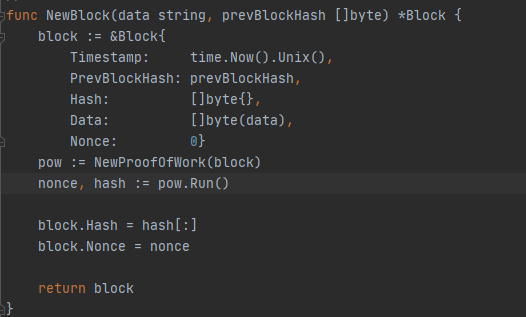 func NewBlock(data string, prevBlockHash []byte) *Block {
    block := &Block{
        Timestamp:     time.Now().Unix(),
        PrevBlockHash: prevBlockHash,
        Hash:          []byte{},
        Data:          []byte(data),
        Nonce:         0}
    pow := NewProofOfWork(block)
    nonce, hash := pow.Run()

    block.Hash = hash[:]
    block.Nonce = nonce

    return block
}